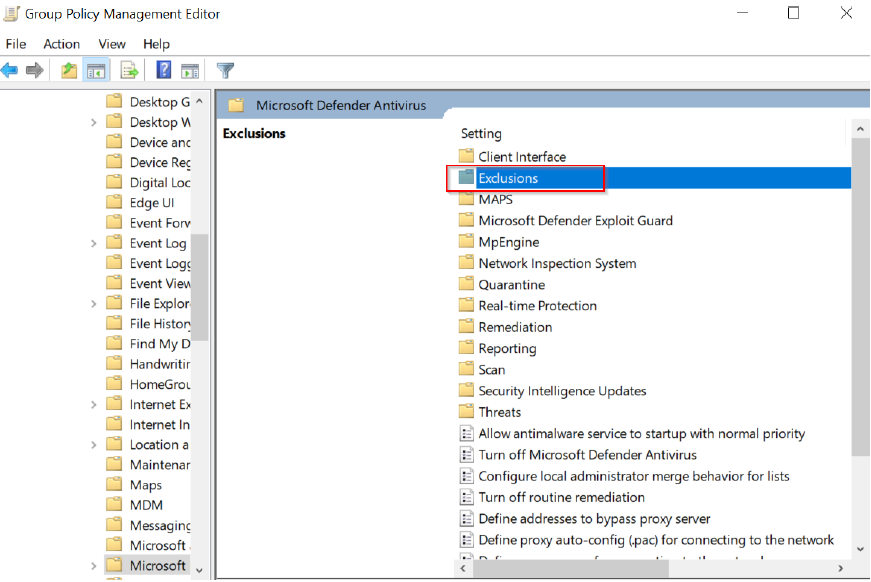 Group Policy Management Editor
File Action View Help
Desktop G
Desktop W
Device and
Device Reg
Digital Loc
Edge UI
Event Forw
Event Log
Event Logg
Event View
File Explor
File History
Find My D
Handwritin
HomeGrou
Internet Ex
Internet In
Location a
Maintenan
Maps
MDM
Messaging
Microsoft
Microsoft
Microsoft Defender Antivirus
Exclusions
Setting
Client Interface
Exclusions
MAPS
Microsoft Defender Exploit Guard
MpEngine
Network Inspection System
Quarantine
Real-time Protection
Remediation
Reporting
Scan
Security Intelligence Updates
Threats
Allow antimalware service to startup with normal priority
Turn off Microsoft Defender Antivirus
Configure local administrator merge behavior for lists
Turn off routine remediation
Define addresses to bypass proxy server
Define proxy auto-config (.pac) for connecting to the network